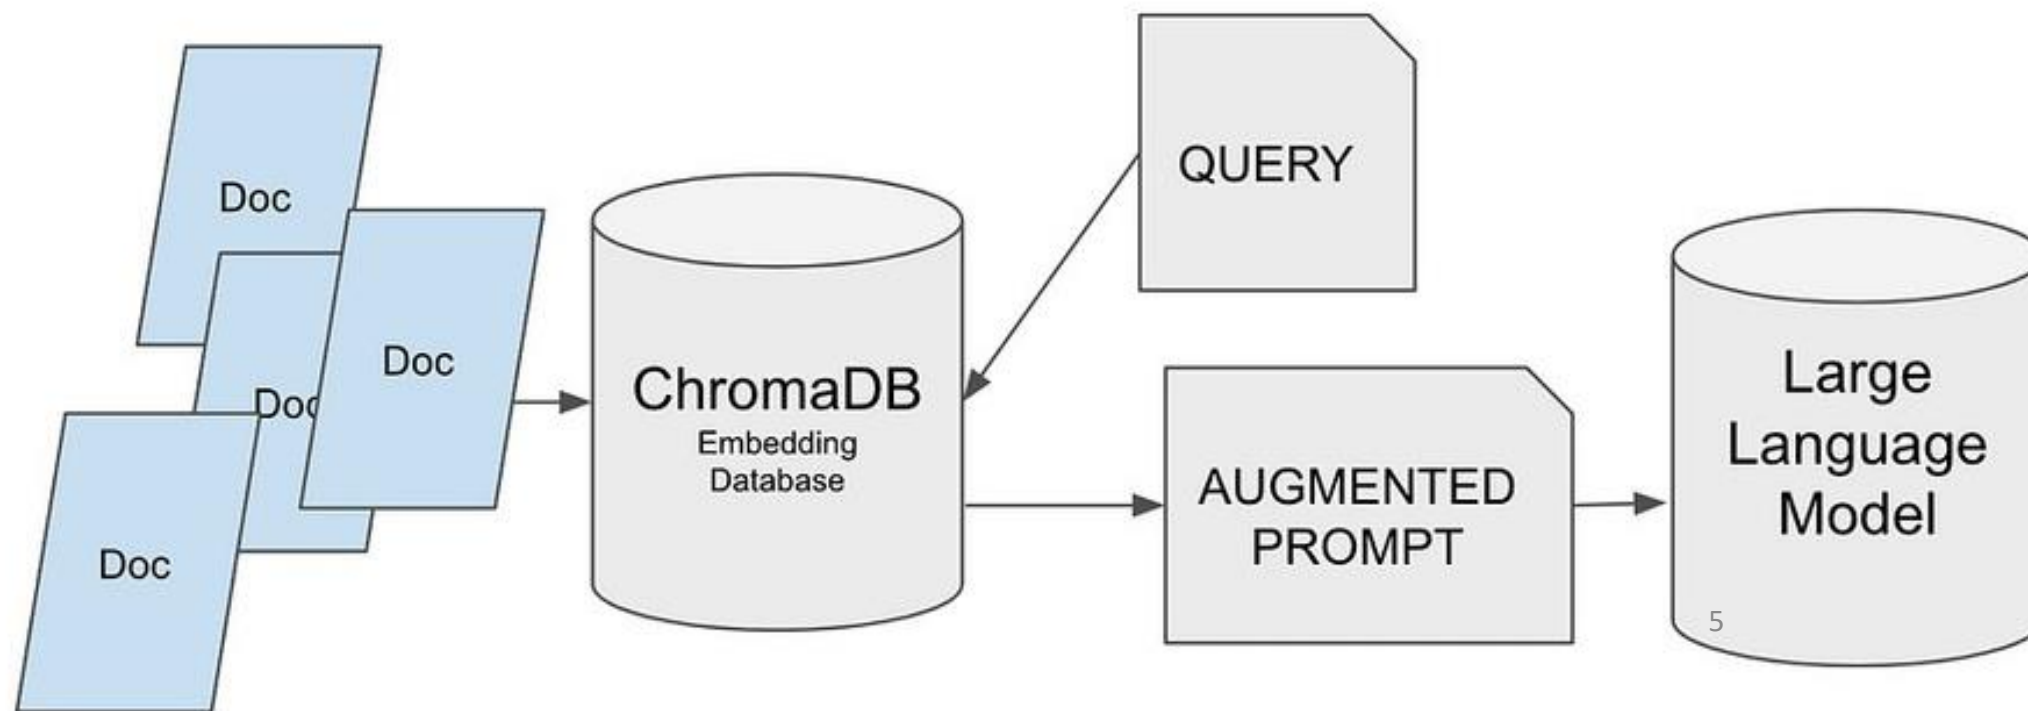 Doc
Doc
Doc
Doc
ChromaDB
Embedding
Database
QUERY
AUGMENTED
PROMPT
Large
Language
Model
5